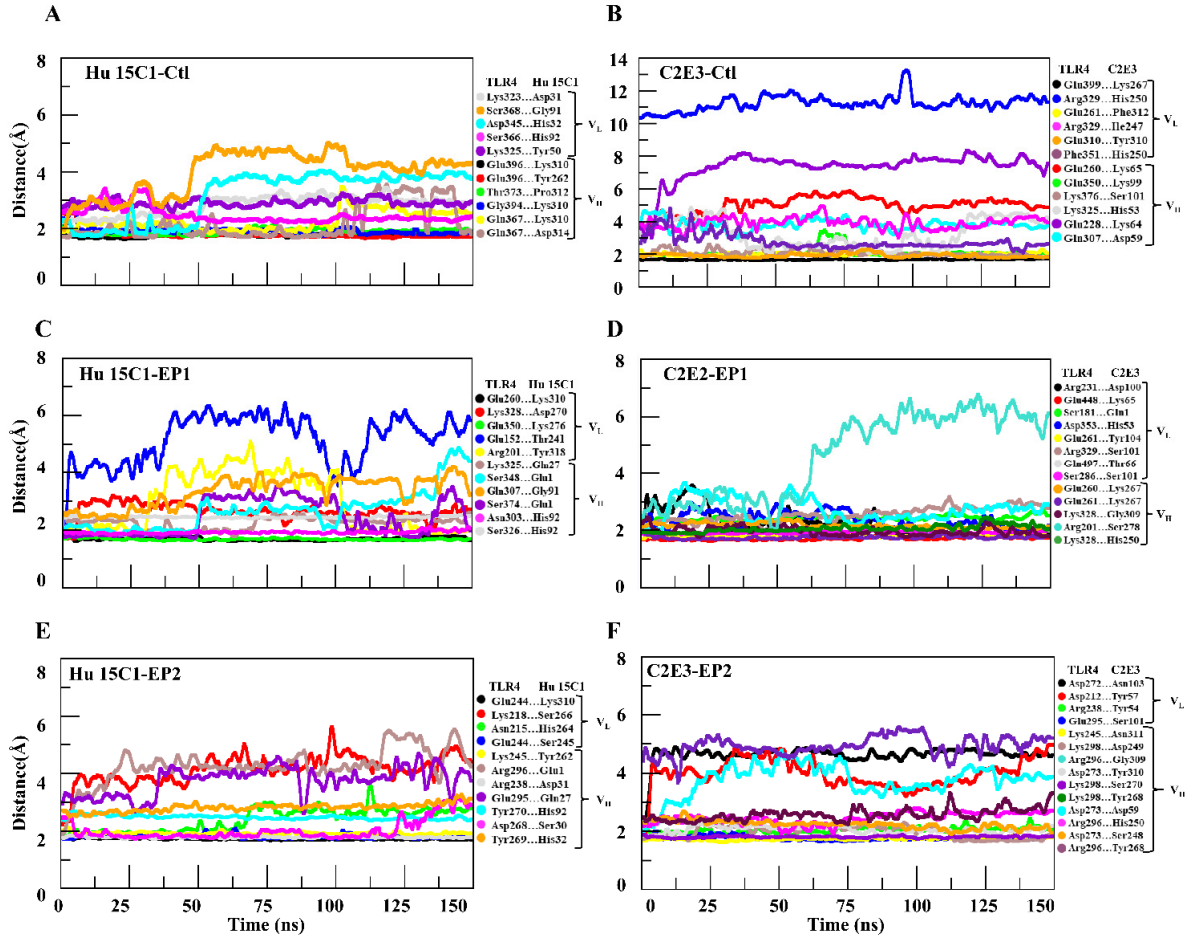 A
Hu 15C1-Ctl
Distance(Å)
8
6
4
2
0
TLR4 Hu 15C1
Lys323...Asp31
Ser368...Gly91
Asp345...His32
Ser366...His92
Lys325...Tyr50
Glu396...Lys310
Glu396...Tyr262
Thr373...Pro312
Gly394...Lys310
Gln367...Lys310
Gln367...Asp314
VL
VH
B
C2E3-Ctl
14
12
10
8
6
4
2
0
TLR4 C2E3
Glu399...Lys267
Arg329...His250
Glu261...Phe312
Arg329...Ile247
Glu310...Tyr310
Phe351...His250
Glu260...Lys65
Glu350...Lys99
Lys376...Ser101
Lys325...His53
Glu228...Lys64
Glu307...Asp59
VL
VH
C
Hu 15C1-EP1
Distance(Å)
8
6
4
2
0
TLR4 Hu 15C1
Glu260...Lys310
Lys328...Asp270
Glu350...Lys276
Glu152...Thr241
Arg201...Tyr318
Lys325...Gln27
Ser348...Glu1
Gln307...Gly91
Ser374...Glu1
Asn303...His92
Ser326...His92
VL
VH
D
C2E2-EP1
8
6
4
2
0
TLR4 C2E3
Arg231...Asp100
Glu448...Lys65
Ser181...Gln1
Asp353...His53
Glu261...Tyr104
Arg329...Ser101
Gln497...Thr66
Ser286...Ser101
Glu260...Lys267
Glu261...Lys267
Lys328...Gly309
Arg201...Ser278
Lys328...His250
VL
VH
E
Hu 15C1-EP2
Distance(Å)
8
6
4
2
0
0 25 50 75 100 125 150
Time (ns)
TLR4 Hu 15C1
Glu244...Lys310
Lys218...Ser266
Asn215...His264
Glu244...Ser245
Lys245...Tyr262
Arg296...Glu1
Arg238...Asp31
Glu295...Gln27
Tyr270...His92
Asp268...Ser30
Tyr269...His32
VL
VH
F
C2E3-EP2
8
6
4
2
0
0 25 50 75 100 125 150
Time (ns)
TLR4 C2E3
Asp272...Asn103
Asp212...Tyr57
Arg238...Tyr54
Glu295...Ser101
Lys245...Asn311
Lys298...Asp249
Arg296...Gly309
Asp273...Tyr310
Lys298...Ser270
Lys298...Tyr268
Asp273...Asp59
Arg296...His250
Asp273...Ser248
Arg296...Tyr268
VL
VH